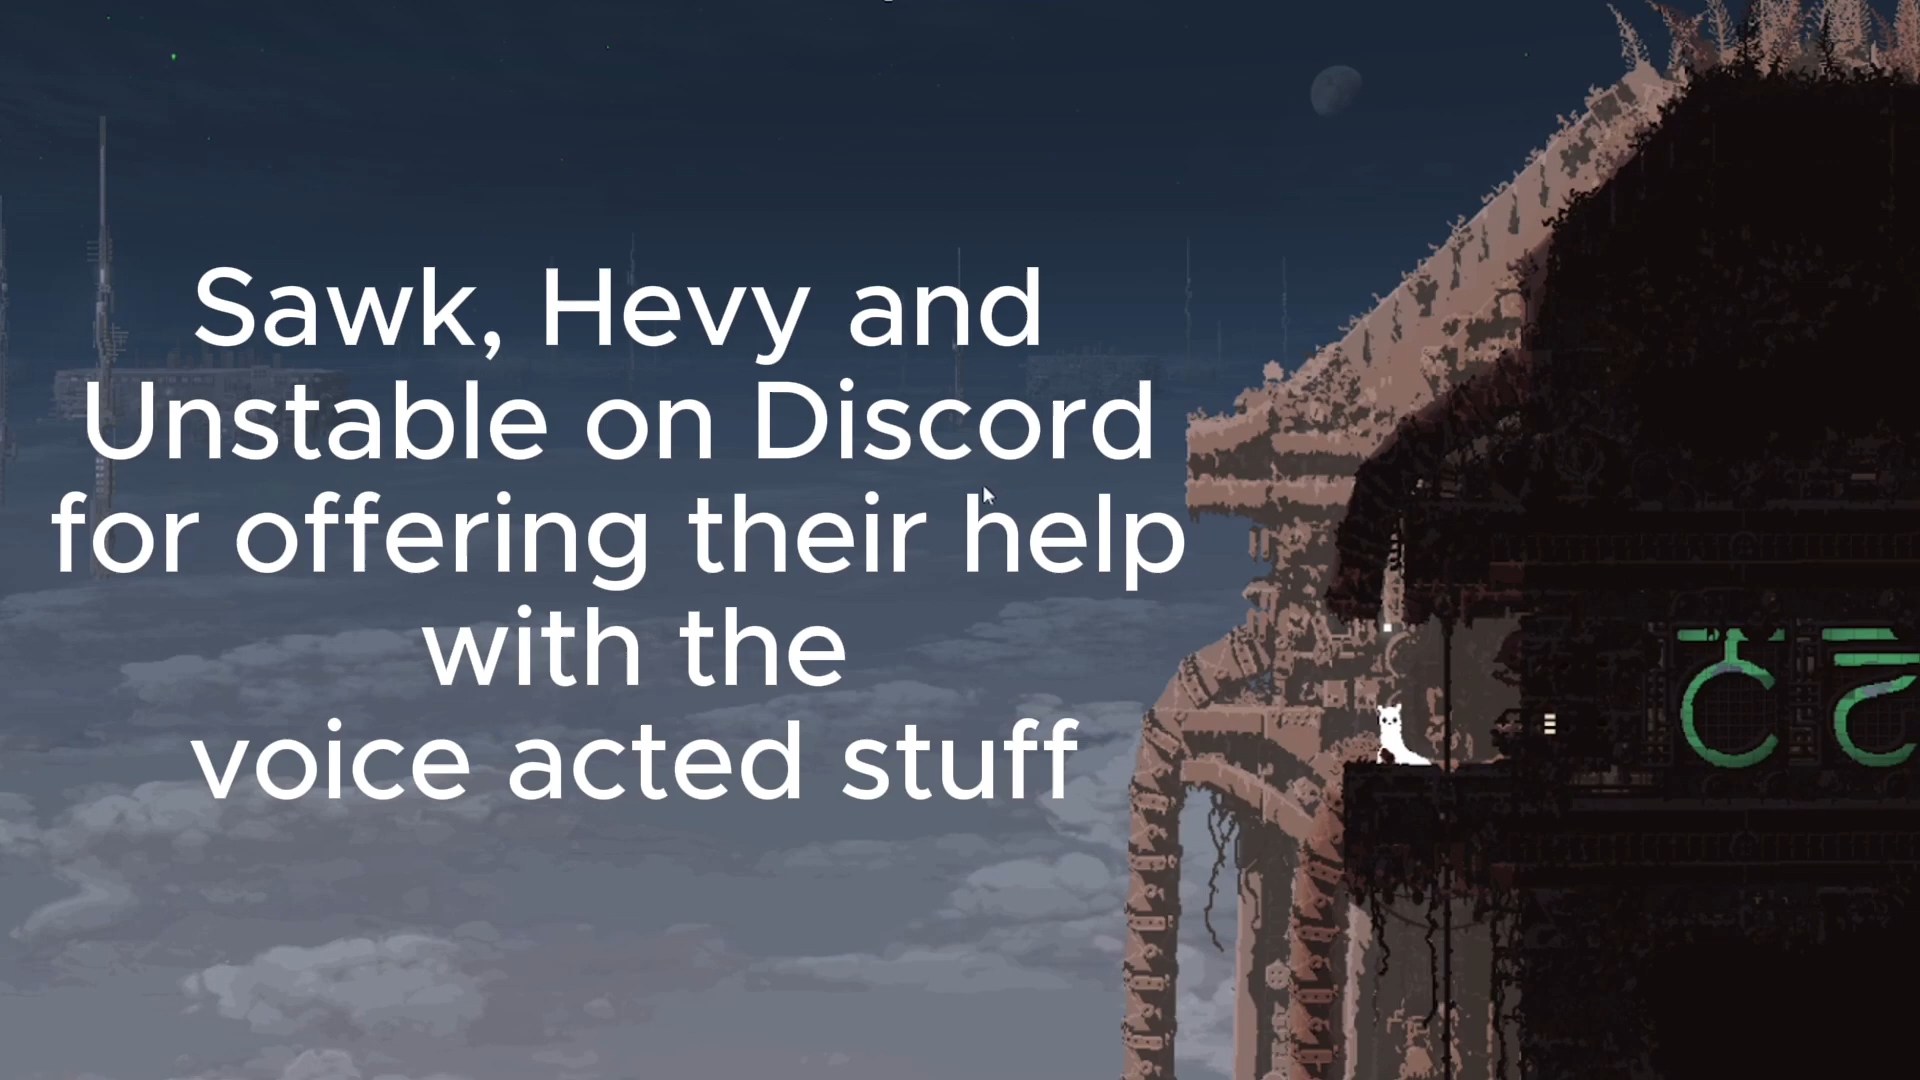 Sawk, Hevy and
Unstable on Discord
for offering their help
with the
voice acted stuff